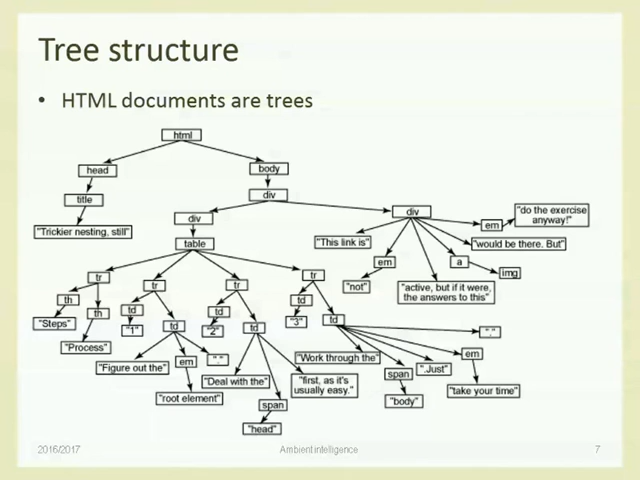 Tree structure
• HTML documents are trees
html
head
body
title
div
"Trickier nesting, still"
div
div
em
"do the exercise
anyway!"
table
"This link is"
"would be there. But"
em
a
img
"not"
"active, but if it were,
the answers to this"
tr
tr
tr
tr
th
th
td
td
td
"Steps"
"Process"
"1"
td
"2"
td
"3"
td
"."
"Figure out the"
em
"."
"root element"
"Deal with the"
"first, as it's
usually easy."
span
"head"
"Work through the"
span
"body"
".Just"
em
"take your time"
2016/2017
Ambient intelligence
7